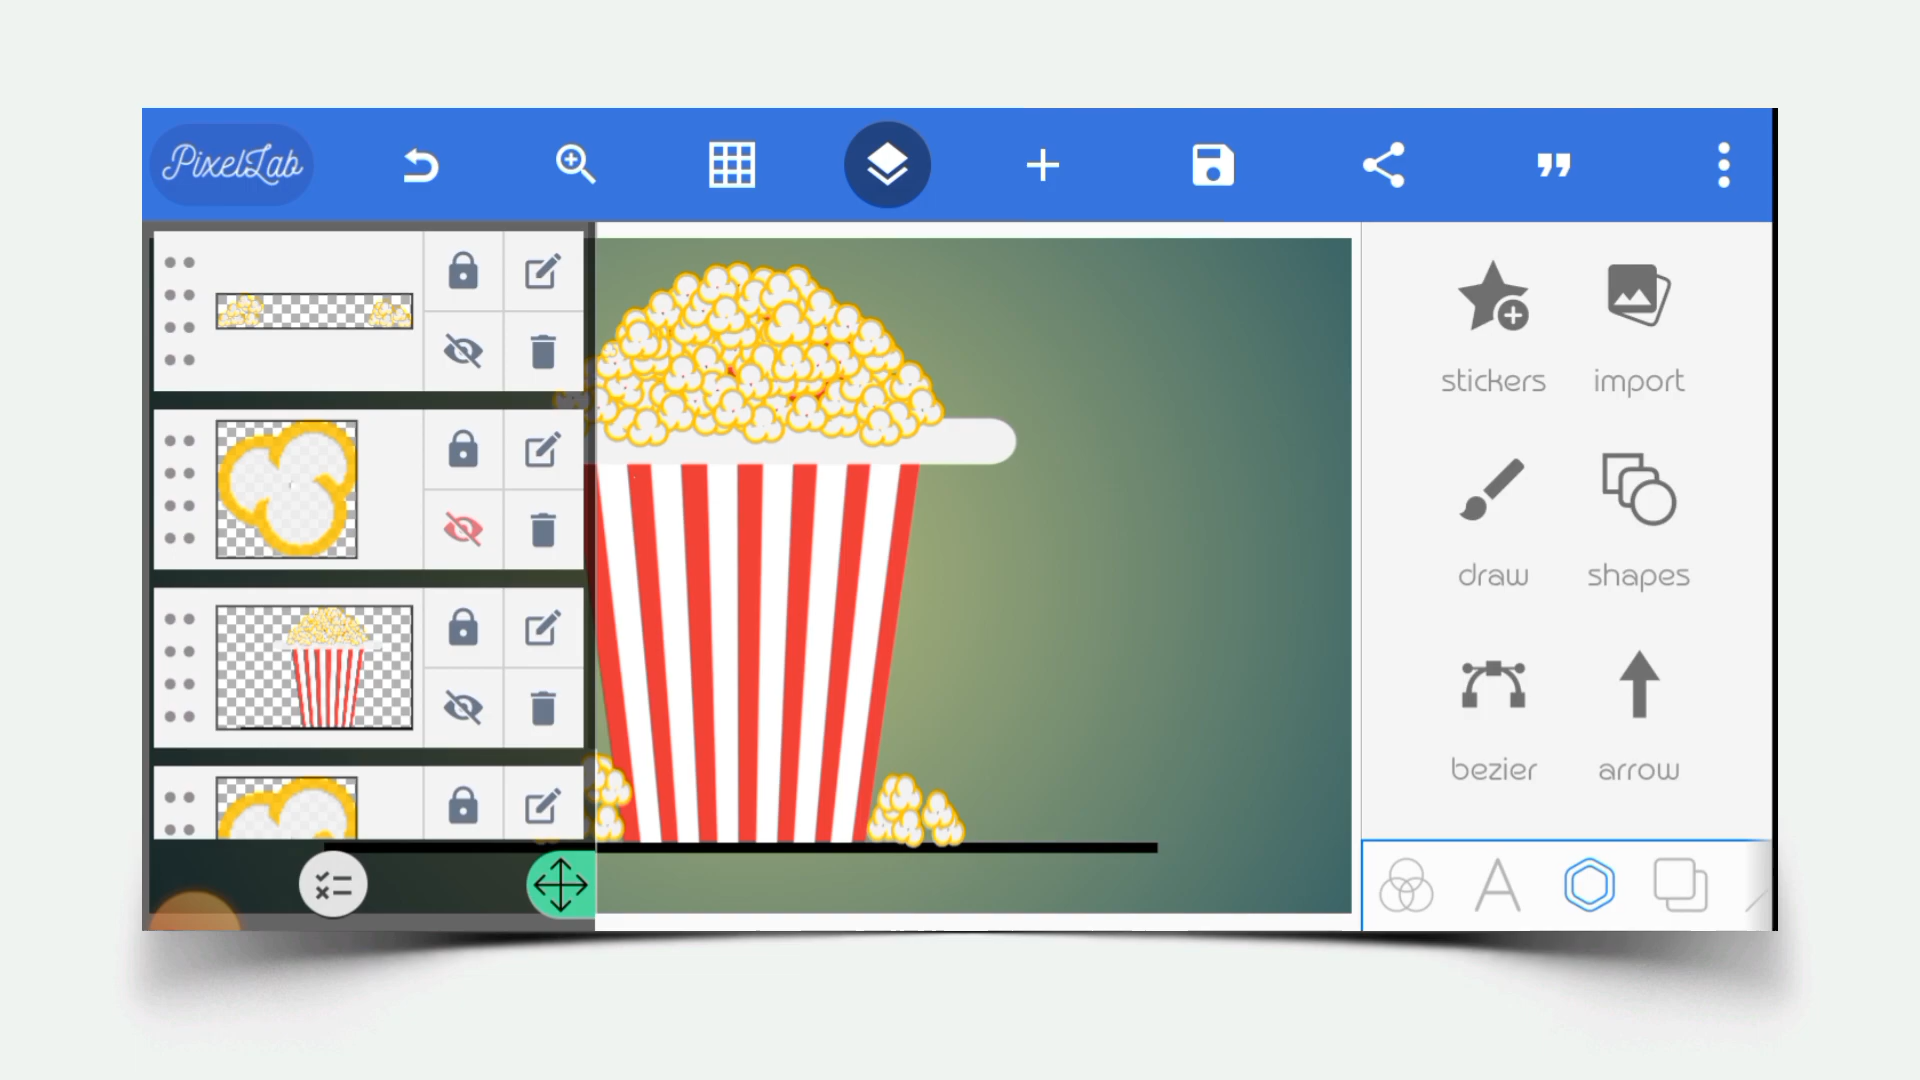 PixelLab
stickers
import
draw
shapes
bezier
arrow